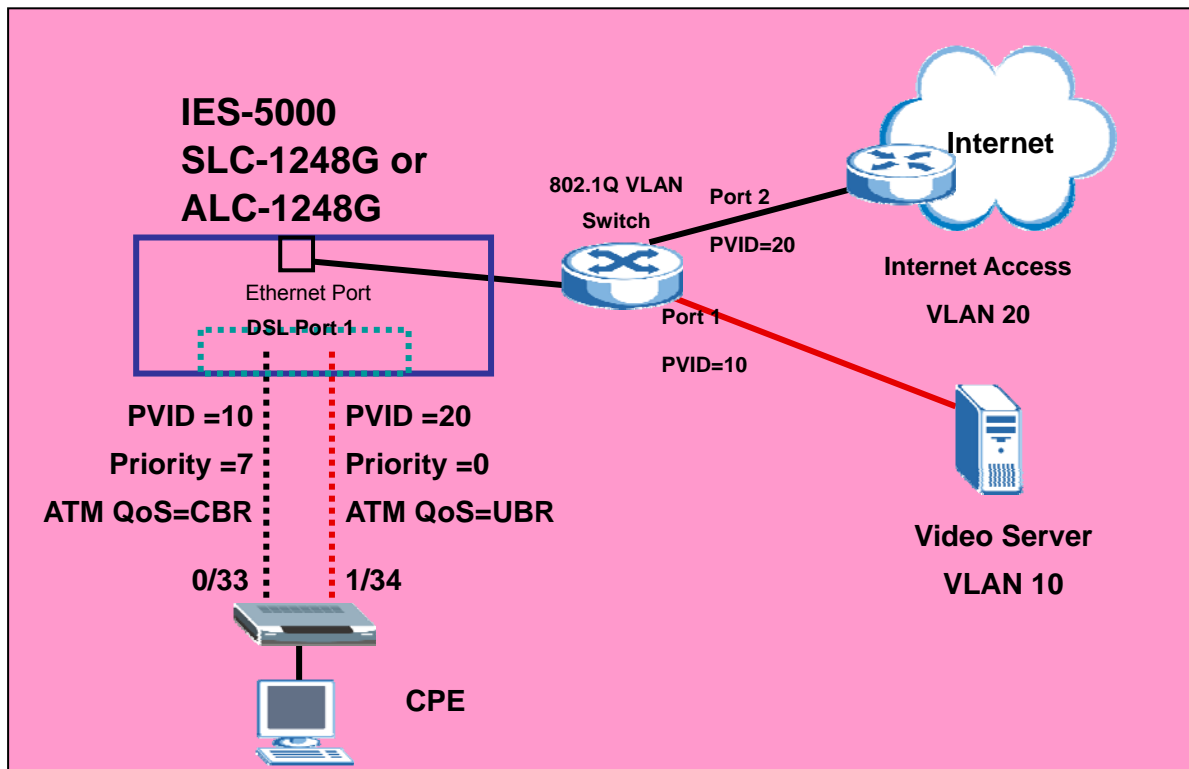 IES-5000
SLC-1248G or
ALC-1248G
Ethernet Port
DSL Port 1
802.1Q VLAN
Switch
Port 2
PVID=20
Internet
Internet Access
VLAN 20
Port 1
PVID=10
PVID =10
Priority =7
ATM QoS=CBR
0/33
PVID =20
Priority =0
ATM QoS=UBR
1/34
Video Server
VLAN 10
CPE